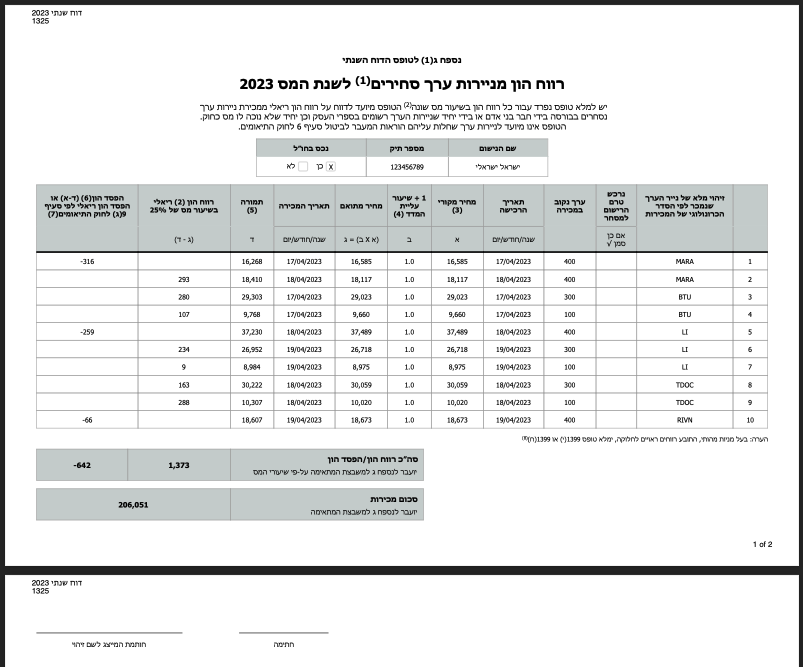 דוח שנתי 2023
1325
נספח ג(1) לטופס הדוח השנתי
רווח הון מניירות ערך סחירים(1) לשנת המס 2023
יש למלא טופס נפרד עבור כל רווח הון בשיעור מס שונה(2) הטופס מיועד לדווח על רווח הון ריאלי ממכירת ניירות ערך
נסחרים בבורסה בידי חבר בני אדם או בידי יחיד שניירות הערך רשומים בספרי העסק וכן יחיד שלא נוכה לו מס כחוק.
הטופס אינו מיועד לניירות ערך שחלות עליהם הוראות המעבר לביטול סעיף 6 לחוק התיאומים.
שם הנישום מספר תיק נכס בחו"ל
ישראל ישראלי 123456789 X כן לא
זיהוי מלא של נייר הערך שנמכר לפי הסדר הכרונולוגי של המכירות נרכש טרם הרישום למסחר ערך נקוב במכירה תאריך הרכישה מחיר מקורי (3) 1 + שיעור עליית המדד (4) מחיר מתואם תאריך המכירה תמורה (5) רווח הון (2) ריאלי בשיעור מס של 25% הפסד הון(6) (ד-א) או הפסד ריאלי לפי סעיף 9(ג) לחוק התיאומים(7)
אם כן סמן √ שנה/חודש/יום א ב (א X ב) = ג שנה/חודש/יום ד (ג - ד)
1 MARA 400 17/04/2023 16,585 1.0 16,585 17/04/2023 16,268 -316
2 MARA 400 18/04/2023 18,117 1.0 18,117 18/04/2023 18,410 293
3 BTU 300 17/04/2023 29,023 1.0 29,023 17/04/2023 29,303 280
4 BTU 100 17/04/2023 9,660 1.0 9,660 17/04/2023 9,768 107
5 LI 400 18/04/2023 37,489 1.0 37,489 18/04/2023 37,230 -259
6 LI 300 19/04/2023 26,718 1.0 26,718 19/04/2023 26,952 234
7 LI 100 19/04/2023 8,975 1.0 8,975 19/04/2023 8,984 9
8 TDOC 300 18/04/2023 30,059 1.0 30,059 18/04/2023 30,222 163
9 TDOC 100 18/04/2023 10,020 1.0 10,020 19/04/2023 10,307 288
10 RIVN 400 19/04/2023 18,673 1.0 18,673 19/04/2023 18,607 -66
הערה: בעל מניות מהותי, התובע רווחים ראויים לחלוקה, ימלא טופס 1399(י) או 1399(ח)(8)
סה"כ רווח הון/הפסד הון 1,373 -642
יועבר לנספח ג למשבצת המתאימה על-פי שיעורי המס
סכום מכירות 206,051
יועבר לנספח ג למשבצת המתאימה
1 of 2
דוח שנתי 2023
1325
חתימה חותמת המייצג לשם זיהוי